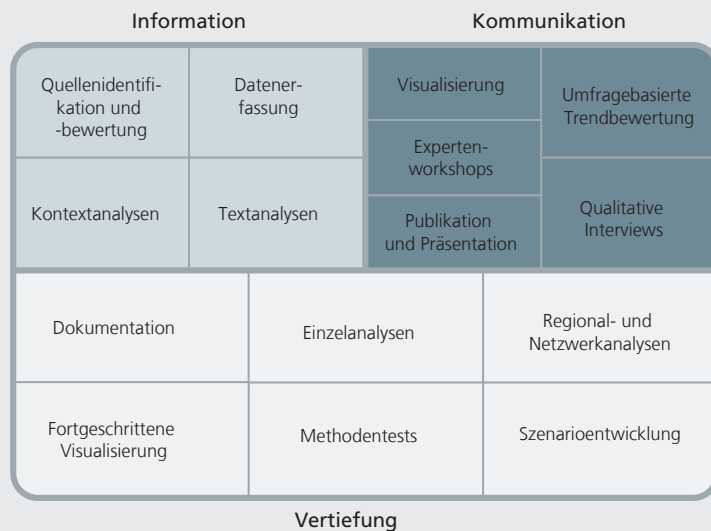 Information
Kommunikation
Quellenidentifi-
kation und
-bewertung
Datener-
fassung
Kontextanalysen
Textanalysen
Visualisierung
Experten-
workshops
Publikation
und Präsentation
Umfragebasierte
Trendbewertung
Qualitative
Interviews
Dokumentation
Einzelanalysen
Regional- und
Netzwerkanalysen
Fortgeschrittene
Visualisierung
Methodentests
Szenarioentwicklung
Vertiefung